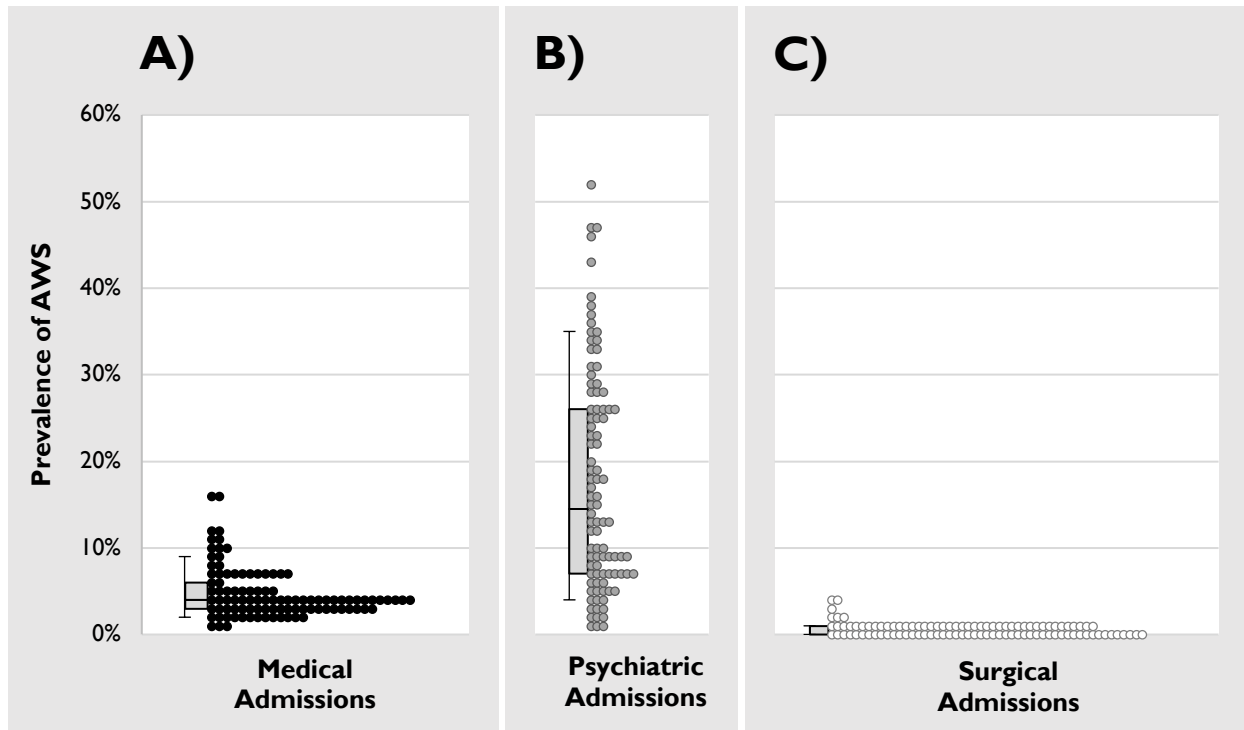 A)
B)
C)
60%
50%
40%
30%
20%
10%
0%
Prevalence of AWS
Medical
Admissions
Psychiatric
Admissions
Surgical
Admissions